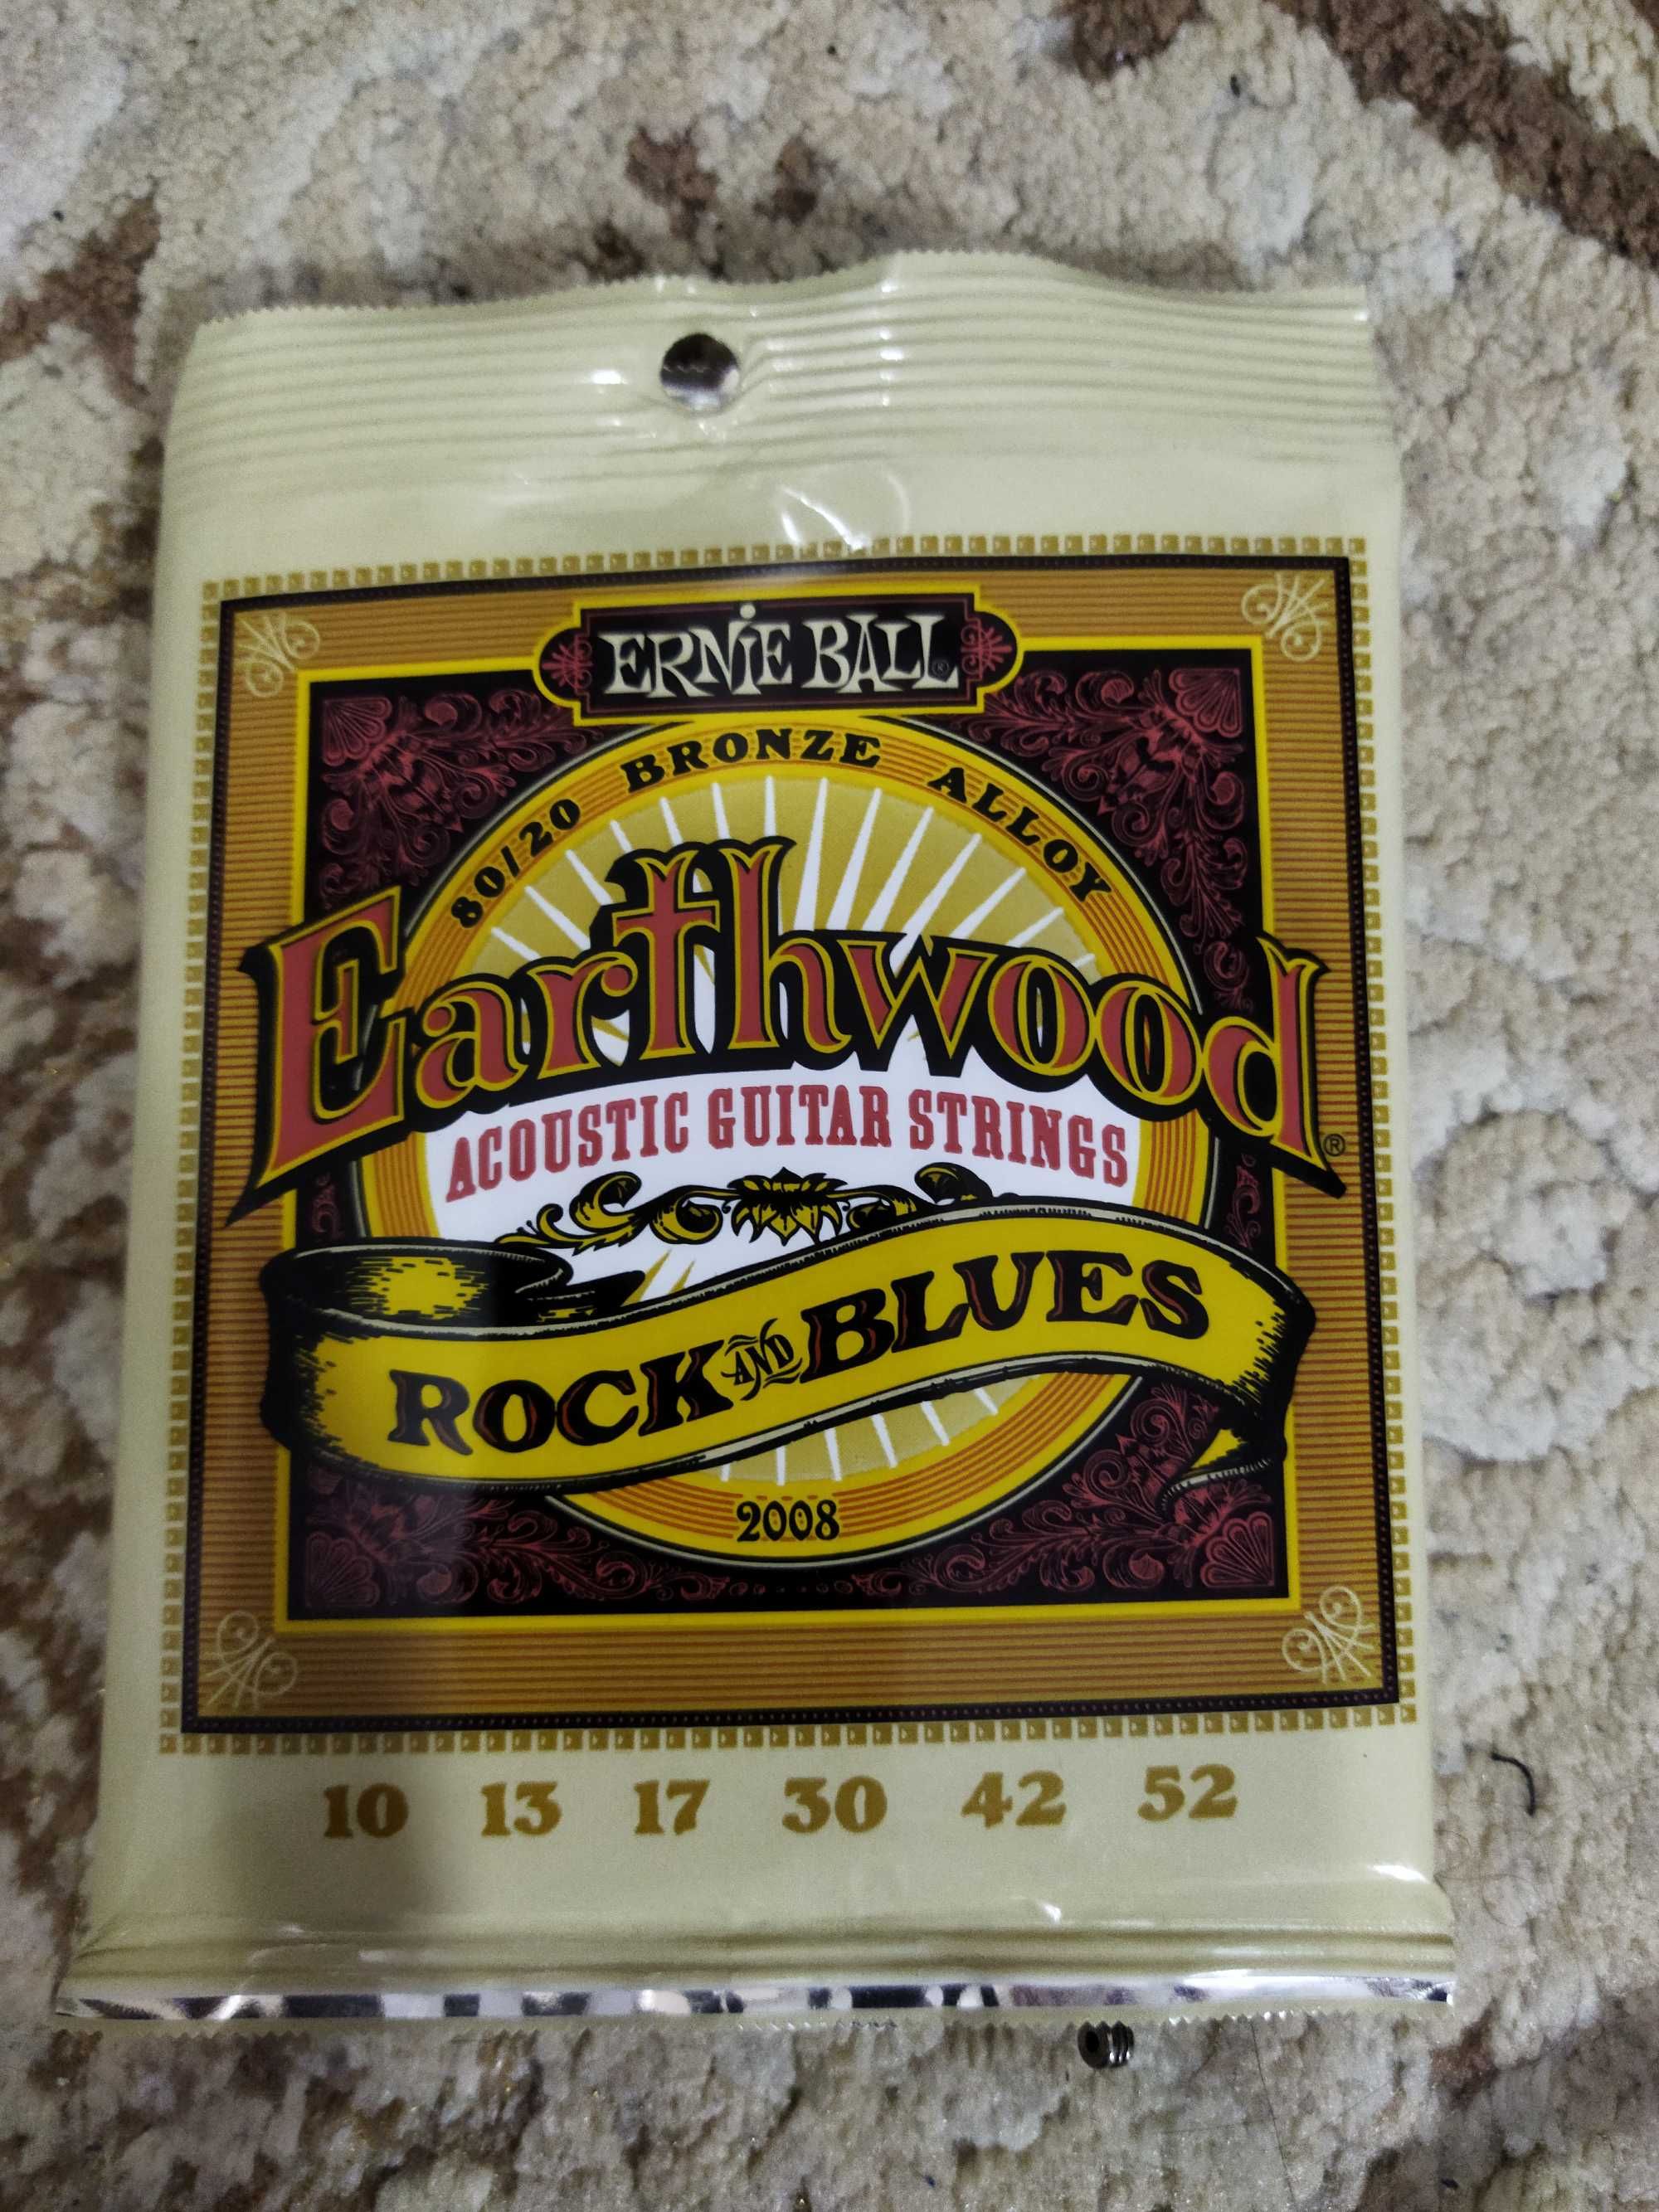 ERNIE BALL®
80/20 BRONZE ALLOY
Earthwood®
ACOUSTIC GUITAR STRINGS
ROCK AND BLUES
2008
10 13 17 30 42 52